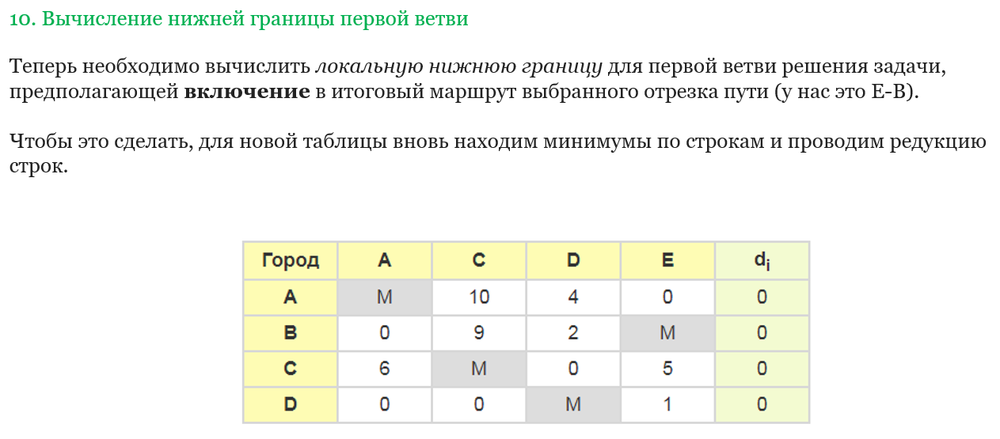 10. Вычисление нижней границы первой ветви
Теперь необходимо вычислить локальную нижнюю границу для первой ветви решения задачи,
предполагающей включение в итоговый маршрут выбранного отрезка пути (у нас это E-B).
Чтобы это сделать, для новой таблицы вновь находим минимумы по строкам и проводим редукцию
строк.
Город A C D E di
A M 10 4 0 0
B 0 9 2 M 0
C 6 M 0 5 0
D 0 0 M 1 0